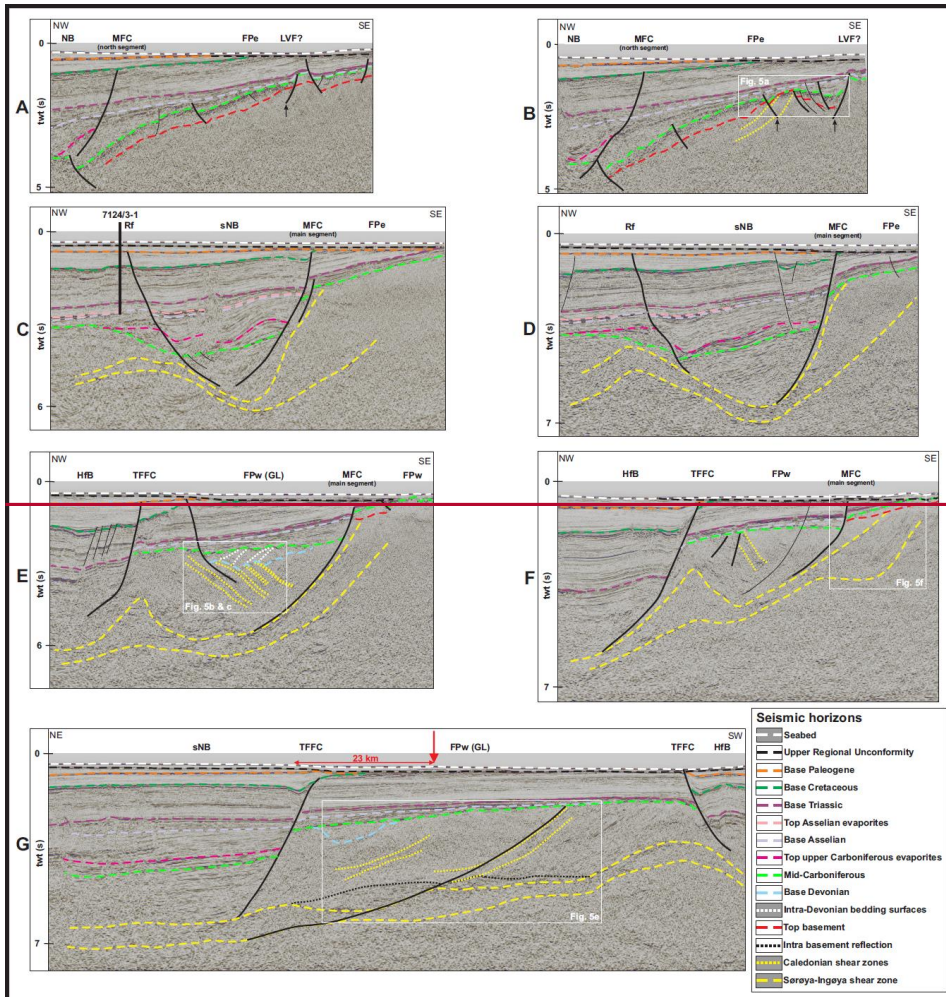 NW SE
NB MFC FPe LVF?
(north segment)
0
A
twt (s)
5
NW SE
MFC FPe LVF?
(north segment)
0
Fig. 5a
B
twt (s)
NB
5
NW SE
7124/3-1
Rf sNB MFC FPe
(main segment)
0
C
twt (s)
6
NW SE
Rf sNB MFC FPe
(main segment)
0
D
twt (s)
7
NW SE
HfB TFFC FPw (GL) MFC FPw
(main segment)
0
E
twt (s)
Fig. 5b & c
6
NW SE
HfB TFFC FPw MFC
(main segment)
0
F
twt (s)
Fig. 5f
7
NE SW
sNB TFFC FPw (GL) TFFC HfB
23 km
0
G
twt (s)
Fig. 5e
7
Seismic horizons
Seabed
Upper Regional Unconformity
Base Paleogene
Base Cretaceous
Base Triassic
Top Asselian evaporites
Base Asselian
Top upper Carboniferous evaporites
Mid-Carboniferous
Base Devonian
Intra-Devonian bedding surfaces
Top basement
Intra basement reflection
Caledonian shear zones
Sørøya-Ingøya shear zone